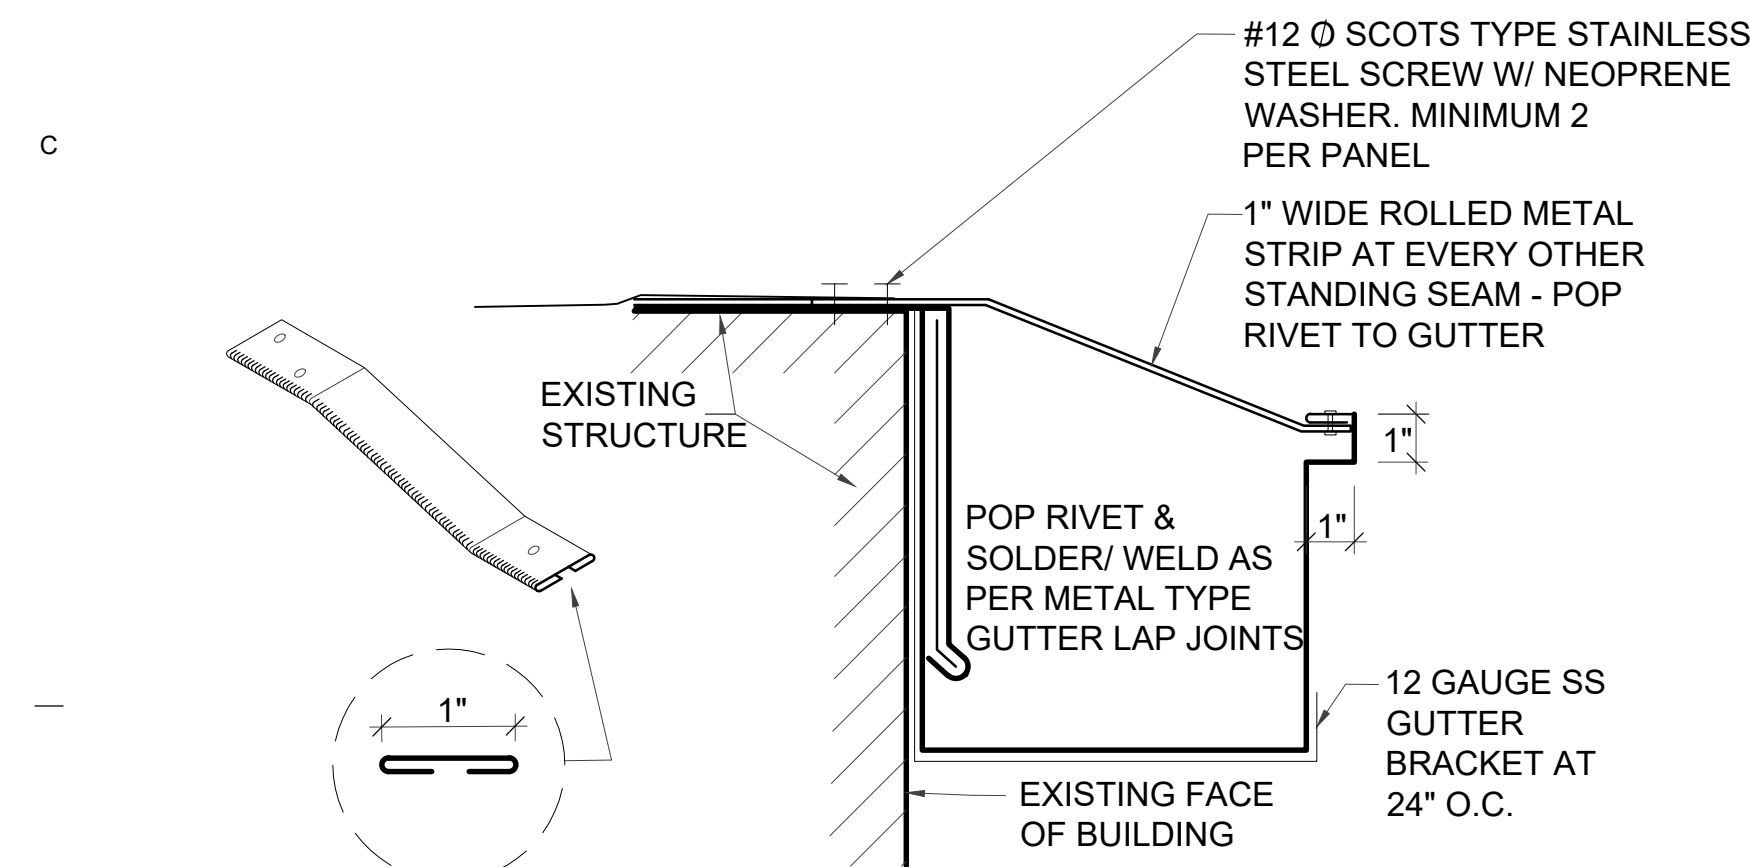 #12 Ø SCOTS TYPE STAINLESS
STEEL SCREW W/ NEOPRENE
WASHER. MINIMUM 2
PER PANEL
C
1" WIDE ROLLED METAL
STRIP AT EVERY OTHER
STANDING SEAM - POP
RIVET TO GUTTER
EXISTING
STRUCTURE
1"
1"
POP RIVET &
SOLDER/ WELD AS
PER METAL TYPE
GUTTER LAP JOINTS
12 GAUGE SS
GUTTER
BRACKET AT
24" O.C.
1"
EXISTING FACE
OF BUILDING